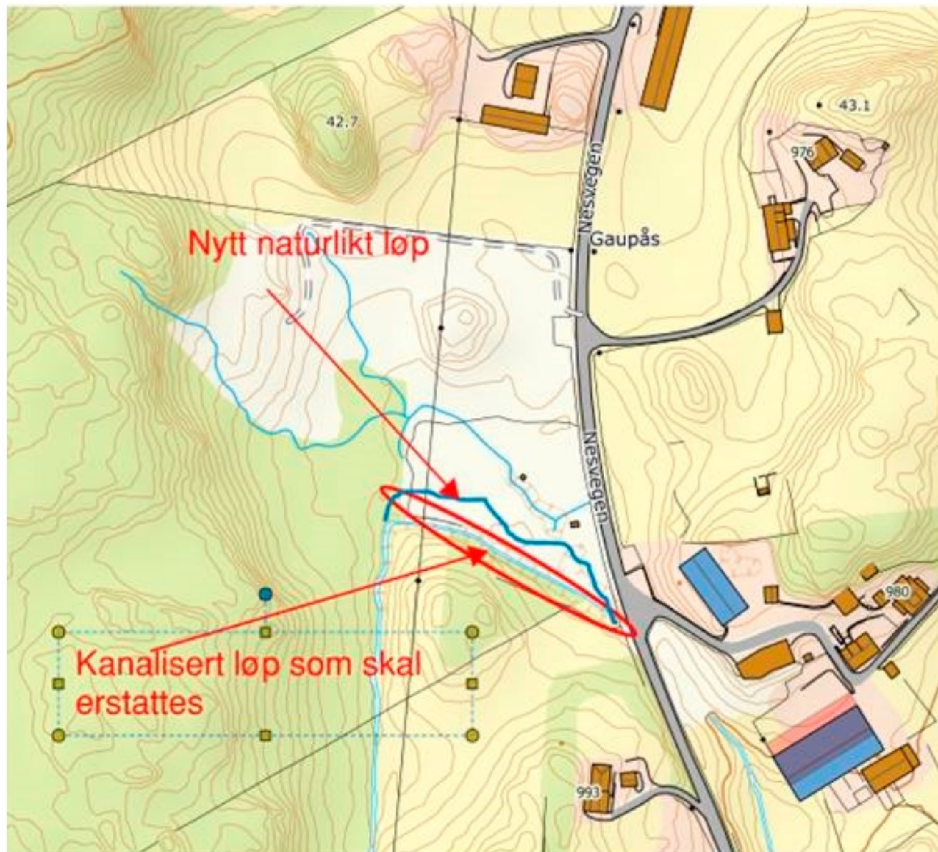 42.7
43.1
976
Nesvegen
Gaupås
Nytt naturlikt løp
Nesvegen
Kanalisert løp som skal
erstattes
980
993